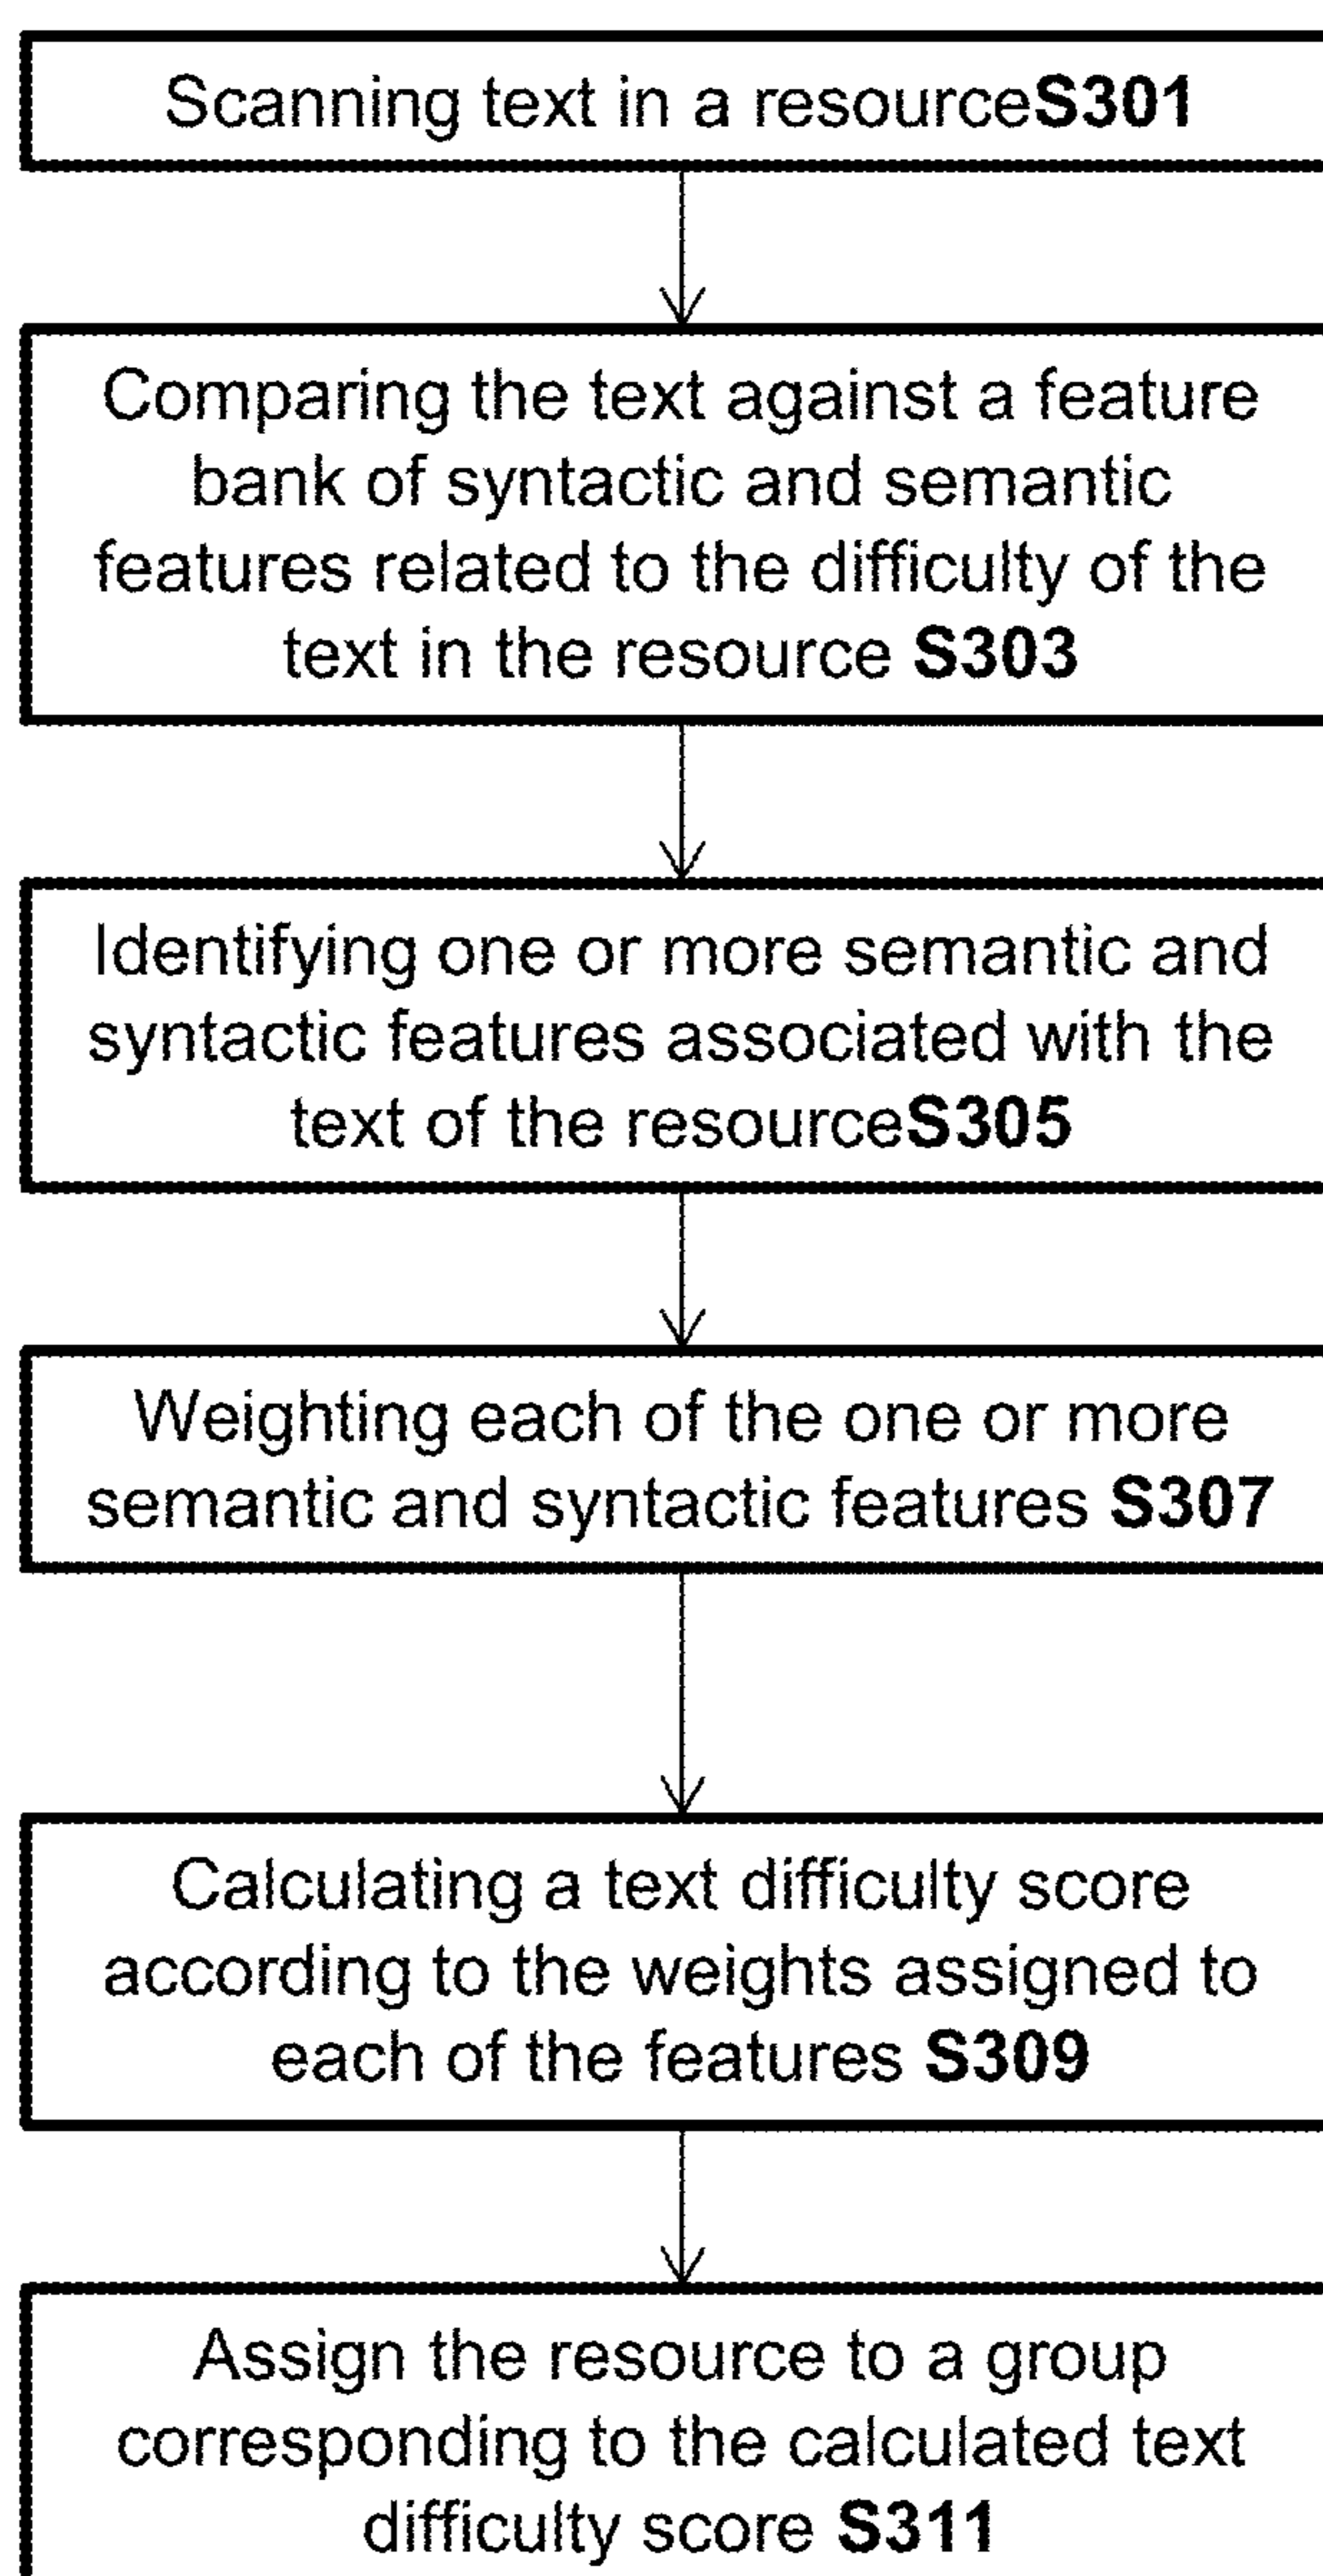 Scanning text in a resourceS301
Comparing the text against a feature
bank of syntactic and semantic
features related to the difficulty of the
text in the resource S303
Identifying one or more semantic and
syntactic features associated with the
text of the resourceS305
Weighting each of the one or more
semantic and syntactic features S307
Calculating a text difficulty score
according to the weights assigned to
each of the features S309
Assign the resource to a group
corresponding to the calculated text
difficulty score S311